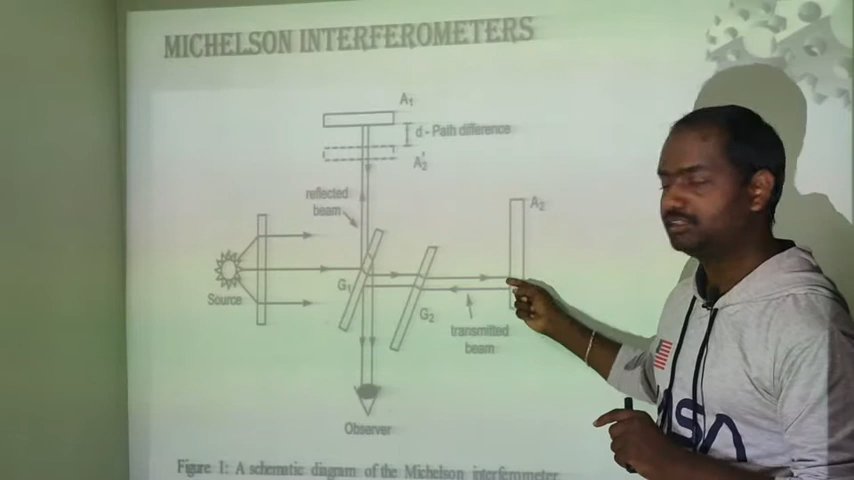 MICHELSON INTERFEROMETERS
A1
d - Path difference
A2'
reflected
beam
A2
G1
Source
G2
transmitted
beam
Observer
Figure 1: A schematic diagram of the Michelson interferometer